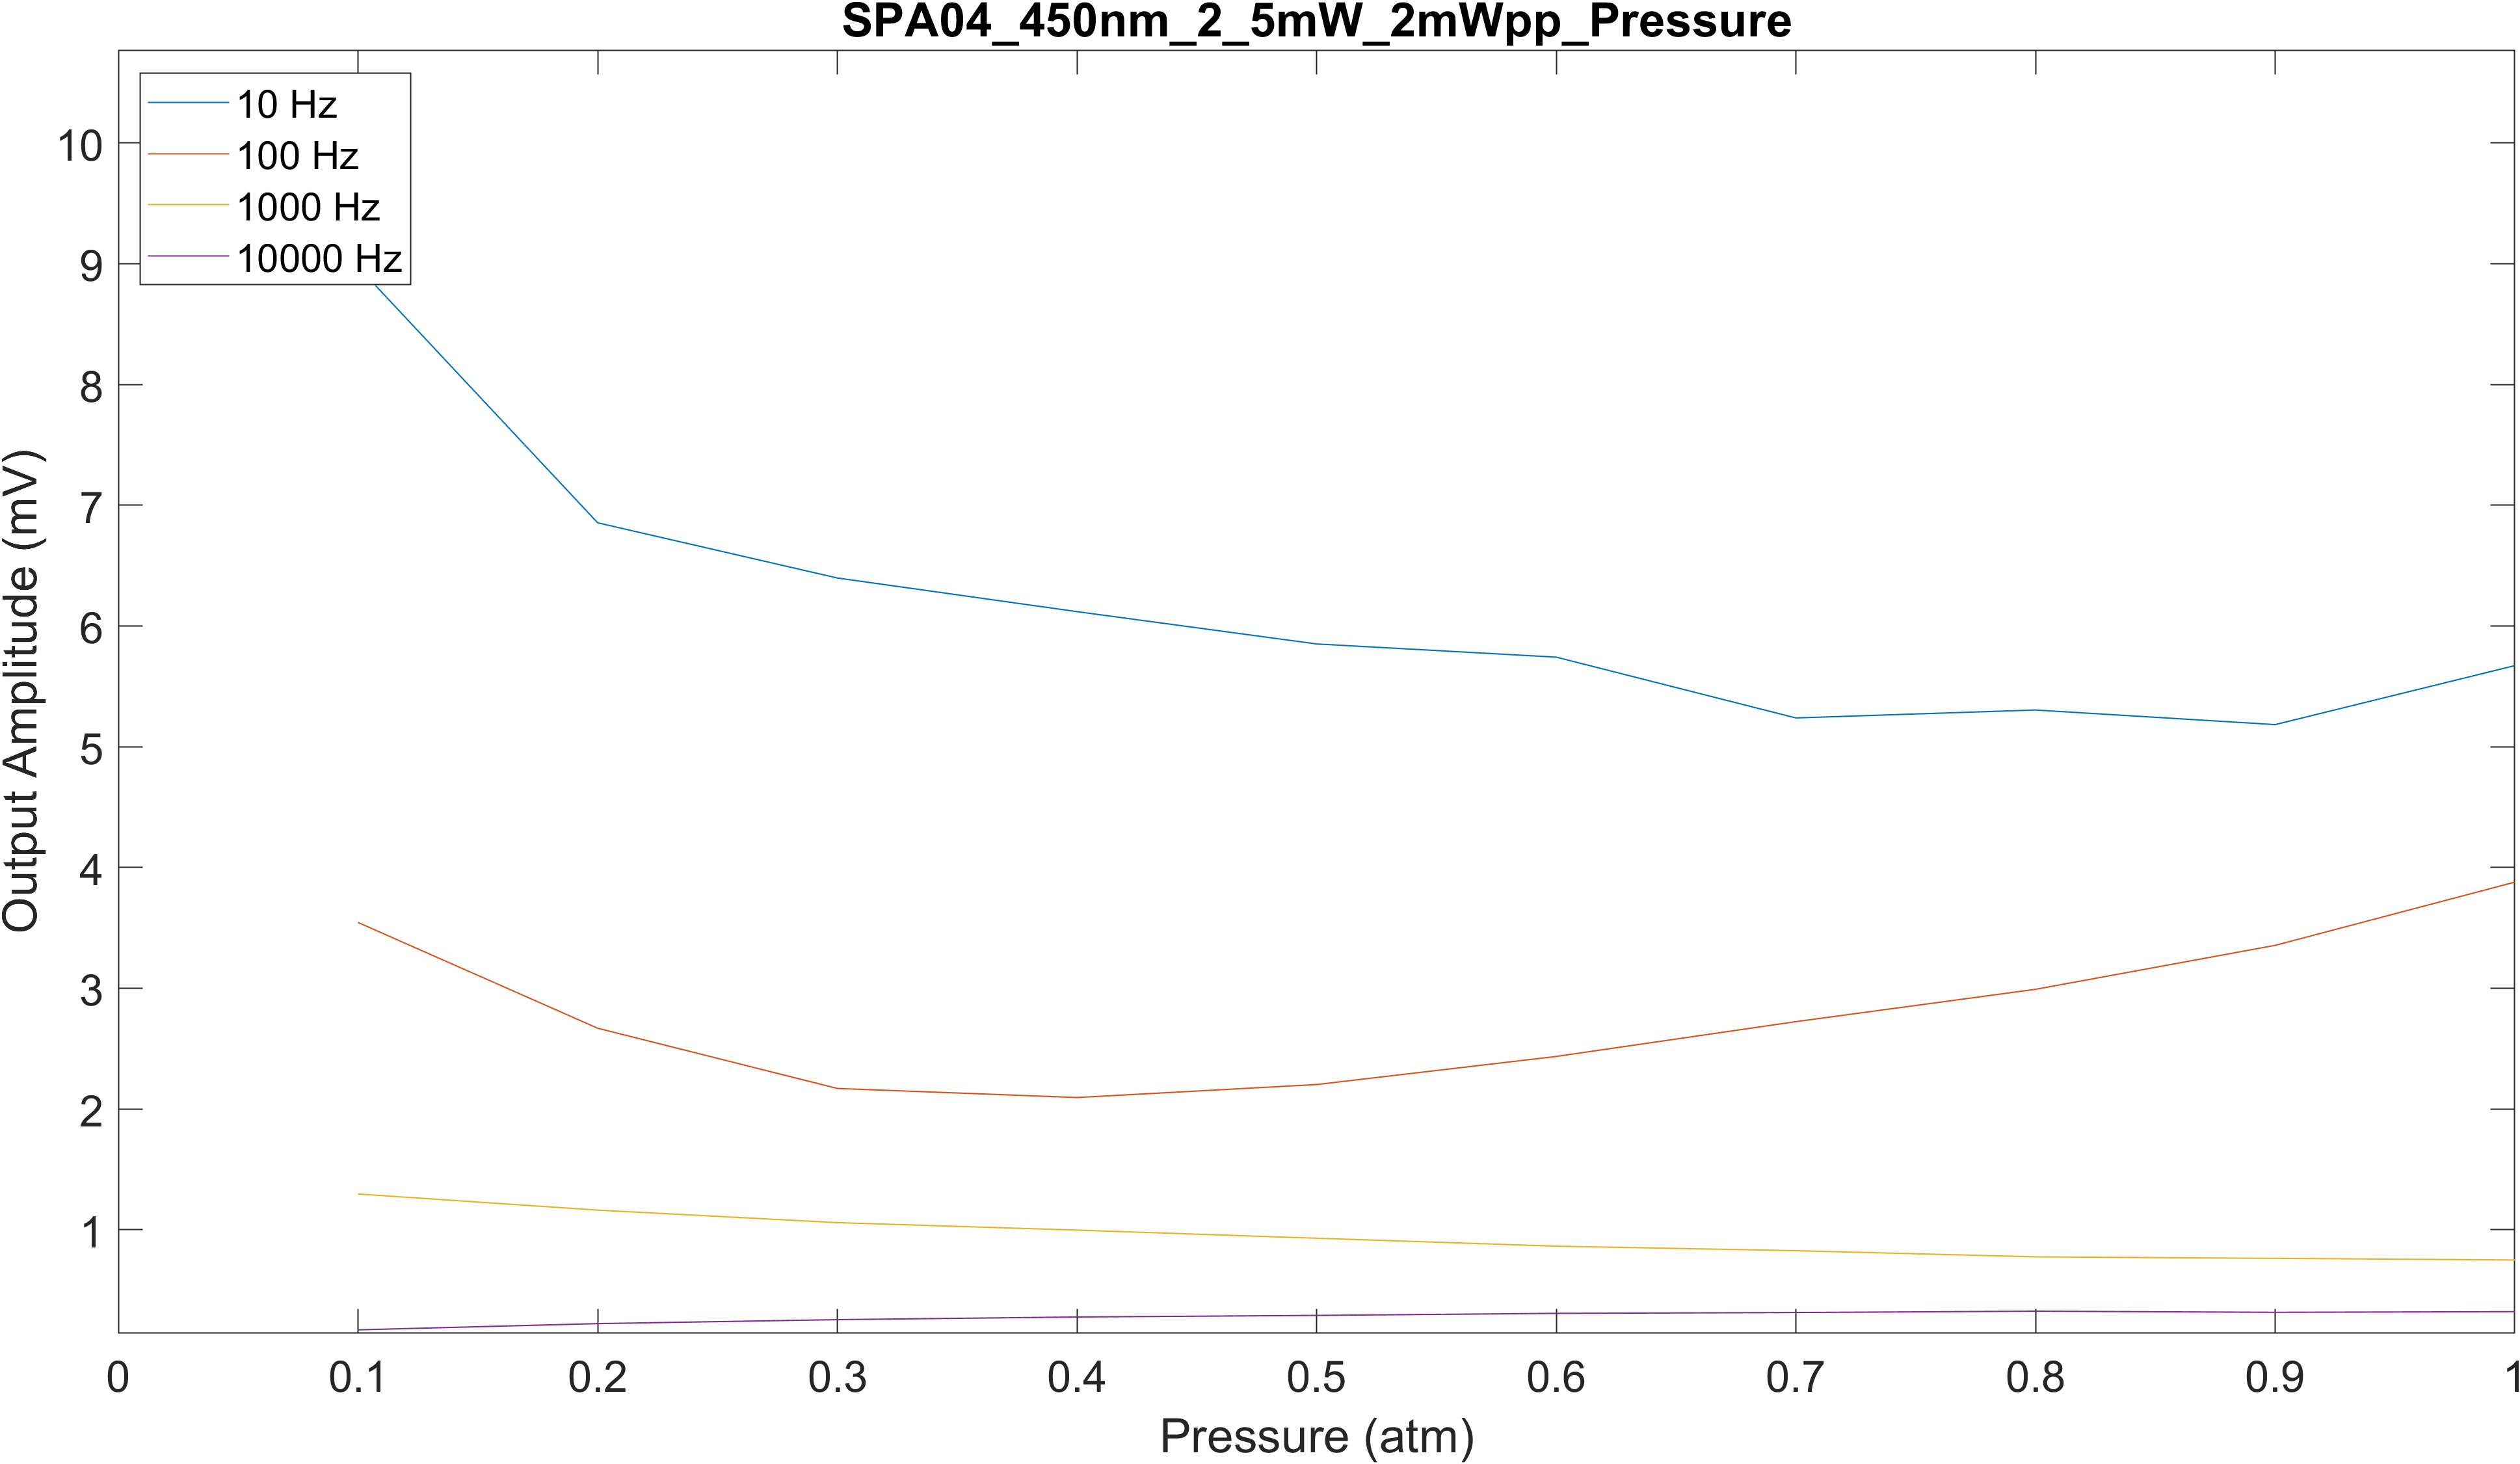 SPA04_450nm_2_5mW_2mWpp_Pressure
10 Hz
100 Hz
1000 Hz
10000 Hz
10
9
8
7
6
5
4
3
2
1
Output Amplitude (mV)
0 0.1 0.2 0.3 0.4 0.5 0.6 0.7 0.8 0.9 1
Pressure (atm)